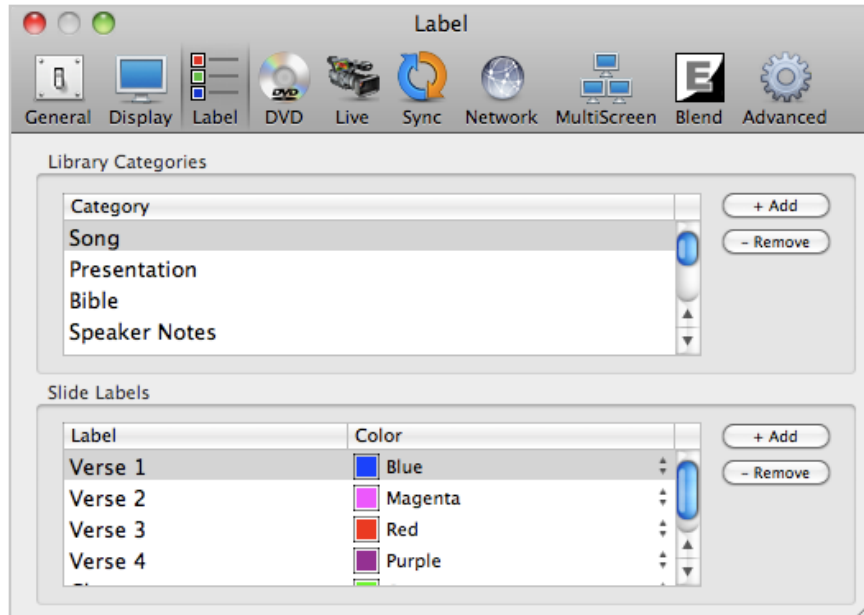 Label
General Display Label DVD Live Sync Network MultiScreen Blend Advanced
Library Categories
Category
+ Add
Song
- Remove
Presentation
Bible
Speaker Notes
Slide Labels
Label Color
+ Add
Verse 1 Blue
- Remove
Verse 2 Magenta
Verse 3 Red
Verse 4 Purple